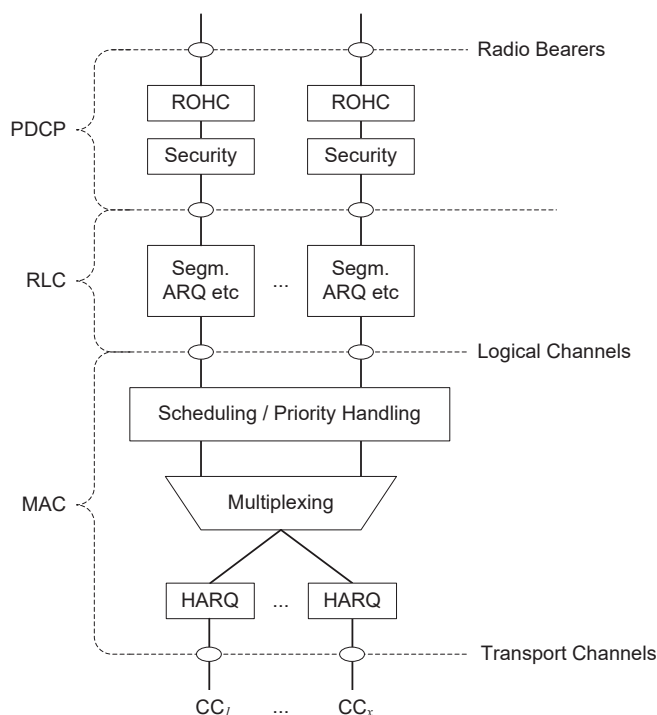 Radio Bearers
ROHC ROHC
PDCP
Security Security
Segm. Segm.
RLC
ARQ etc ... ARQ etc
Logical Channels
Scheduling / Priority Handling
MAC
Multiplexing
HARQ ... HARQ
Transport Channels
CC1 ... CCx